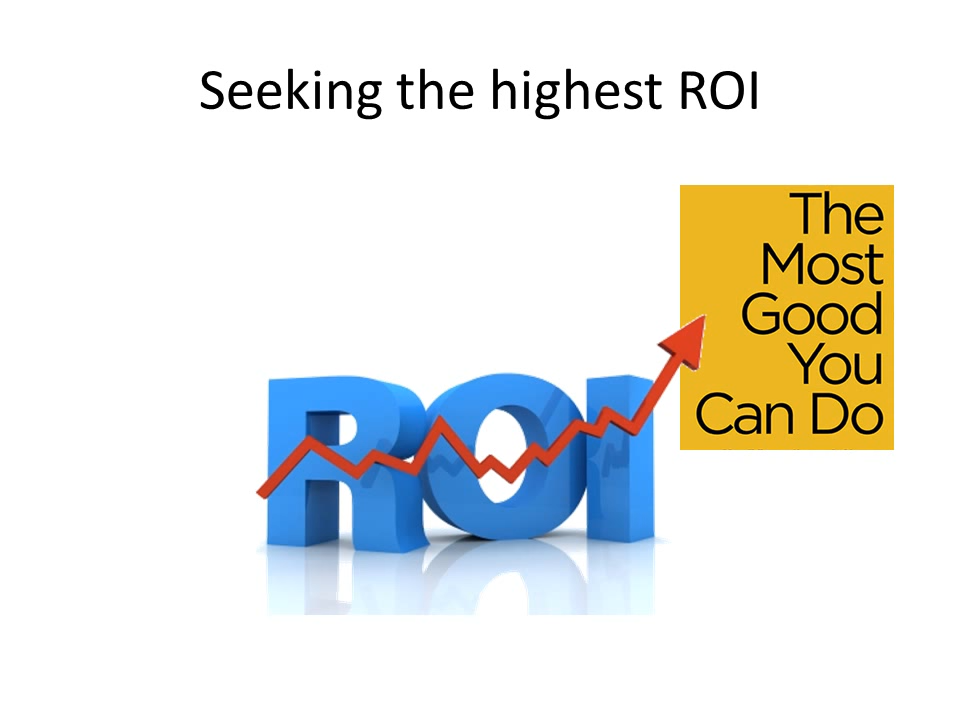 Seeking the highest ROI
The
Most
Good
You
Can Do
ROI